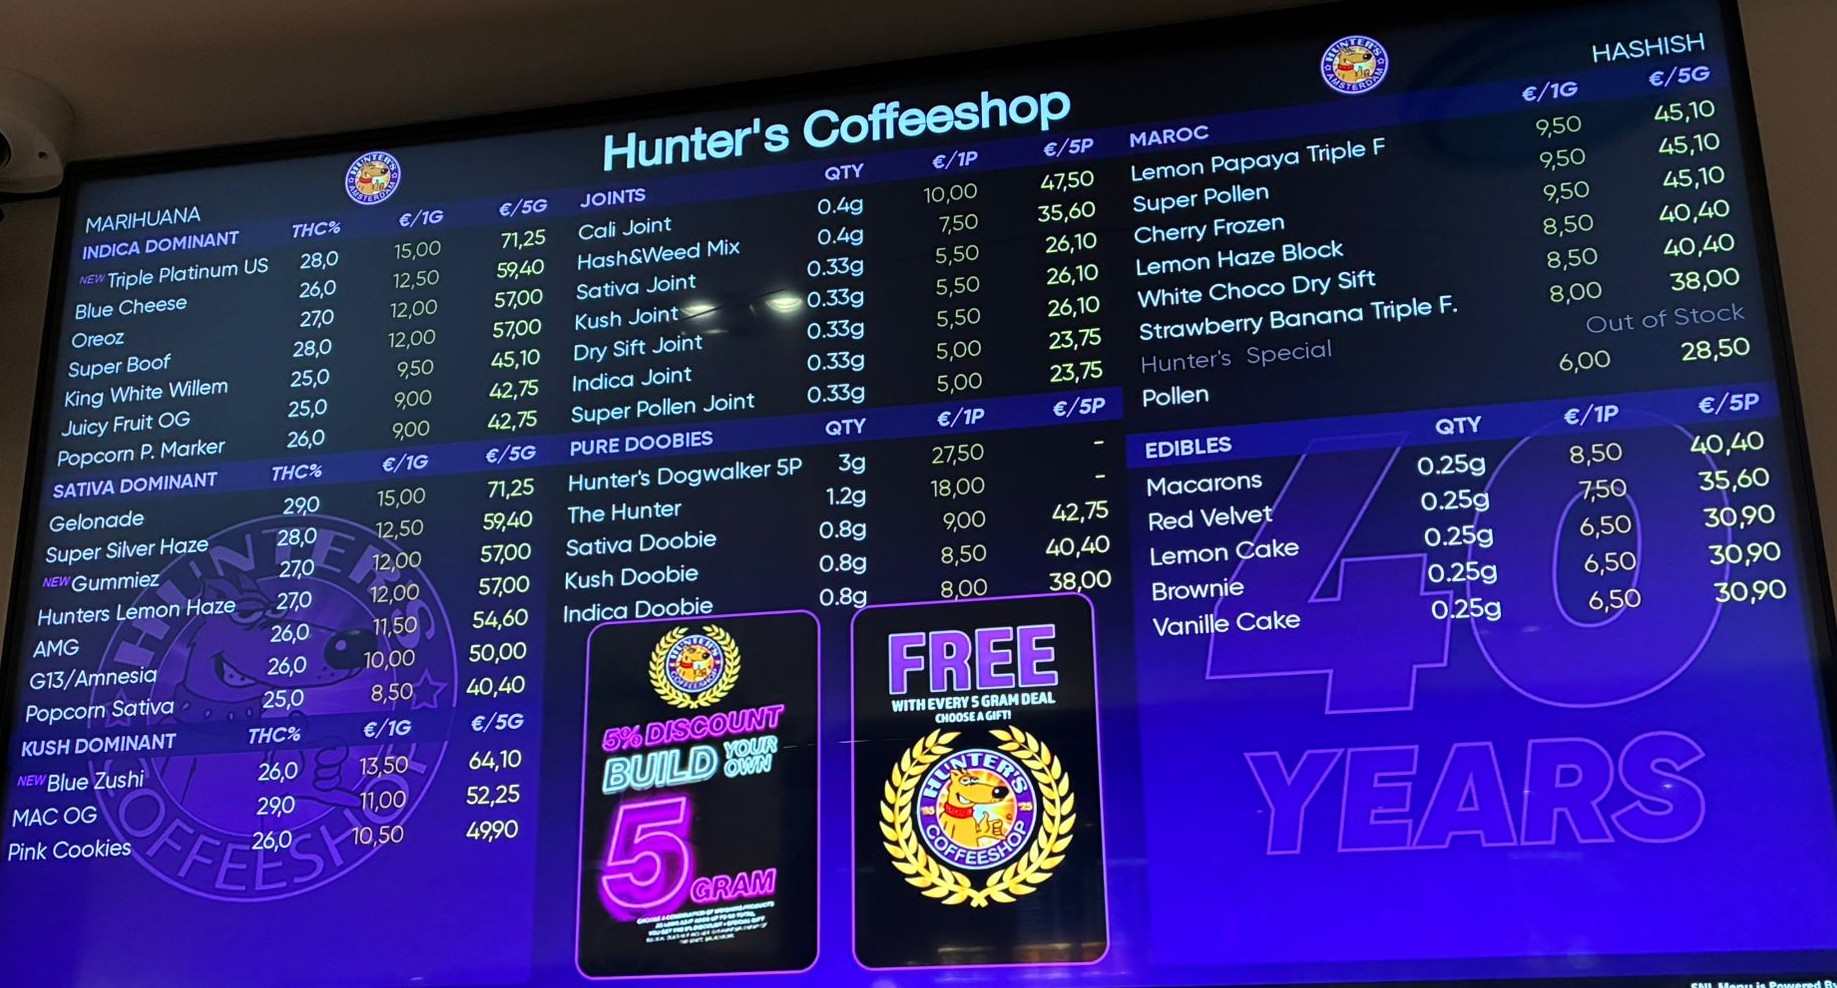 Hunter's Coffeeshop
HUNTER'S AMSTERDAM
MARIHUANA
INDICA DOMINANT THC% €/1G €/5G
NEW Triple Platinum US 28,0 15,00 71,25
Blue Cheese 26,0 12,50 59,40
Oreoz 27,0 12,00 57,00
Super Boof 28,0 12,00 57,00
King White Willem 25,0 9,50 45,10
Juicy Fruit OG 25,0 9,00 42,75
Popcorn P. Marker 26,0 9,00 42,75
SATIVA DOMINANT THC% €/1G €/5G
Gelonade 29,0 15,00 71,25
Super Silver Haze 28,0 12,50 59,40
NEW Gummiez 27,0 12,00 57,00
Hunters Lemon Haze 27,0 12,00 57,00
AMG 26,0 11,50 54,60
G13/Amnesia 26,0 10,00 50,00
Popcorn Sativa 25,0 8,50 40,40
KUSH DOMINANT THC% €/1G €/5G
NEW Blue Zushi 26,0 13,50 64,10
MAC OG 29,0 11,00 52,25
Pink Cookies 26,0 10,50 49,90
HUNTER'S COFFEESHOP
JOINTS QTY €/1P €/5P
Cali Joint 0.4g 10,00 47,50
Hash&Weed Mix 0.4g 7,50 35,60
Sativa Joint 0.33g 5,50 26,10
Kush Joint 0.33g 5,50 26,10
Dry Sift Joint 0.33g 5,50 26,10
Indica Joint 0.33g 5,00 23,75
Super Pollen Joint 0.33g 5,00 23,75
PURE DOOBIES QTY €/1P €/5P
Hunter's Dogwalker 5P 3g 27,50 -
The Hunter 1.2g 18,00 -
Sativa Doobie 0.8g 9,00 42,75
Kush Doobie 0.8g 8,50 40,40
Indica Doobie 0.8g 8,00 38,00
5% DISCOUNT
BUILD YOUR OWN
5
GRAM
FREE
WITH EVERY 5 GRAM DEAL
CHOOSE A GIFT!
HUNTER'S
COFFEESHOP
HUNTER'S AMSTERDAM
HASHISH
MAROC €/1G €/5G
Lemon Papaya Triple F 9,50 45,10
Super Pollen 9,50 45,10
Cherry Frozen 9,50 45,10
Lemon Haze Block 8,50 40,40
White Choco Dry Sift 8,50 40,40
Strawberry Banana Triple F. 8,00 38,00
Hunter's Special Out of Stock
Pollen 6,00 28,50
EDIBLES QTY €/1P €/5P
Macarons 0.25g 8,50 40,40
Red Velvet 0.25g 7,50 35,60
Lemon Cake 0.25g 6,50 30,90
Brownie 0.25g 6,50 30,90
Vanille Cake 0.25g 6,50 30,90
40
YEARS
Menu is Powered By